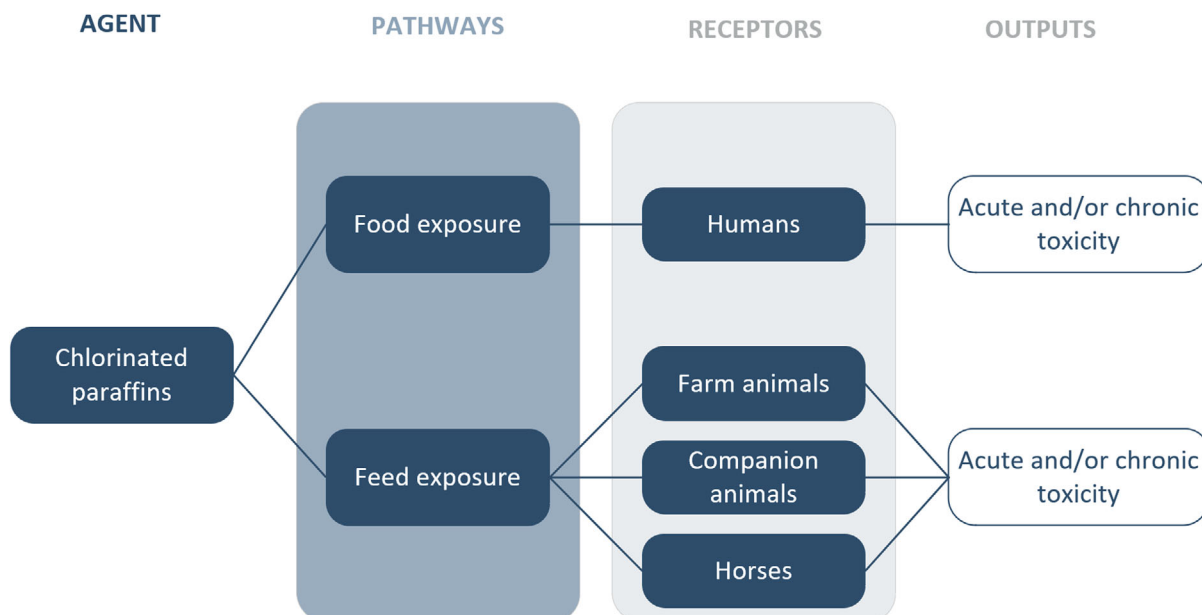 AGENT
PATHWAYS
RECEPTORS
OUTPUTS
Food exposure
Humans
Acute and/or chronic
toxicity
Chlorinated
paraffins
Farm animals
Feed exposure
Companion
animals
Acute and/or chronic
toxicity
Horses